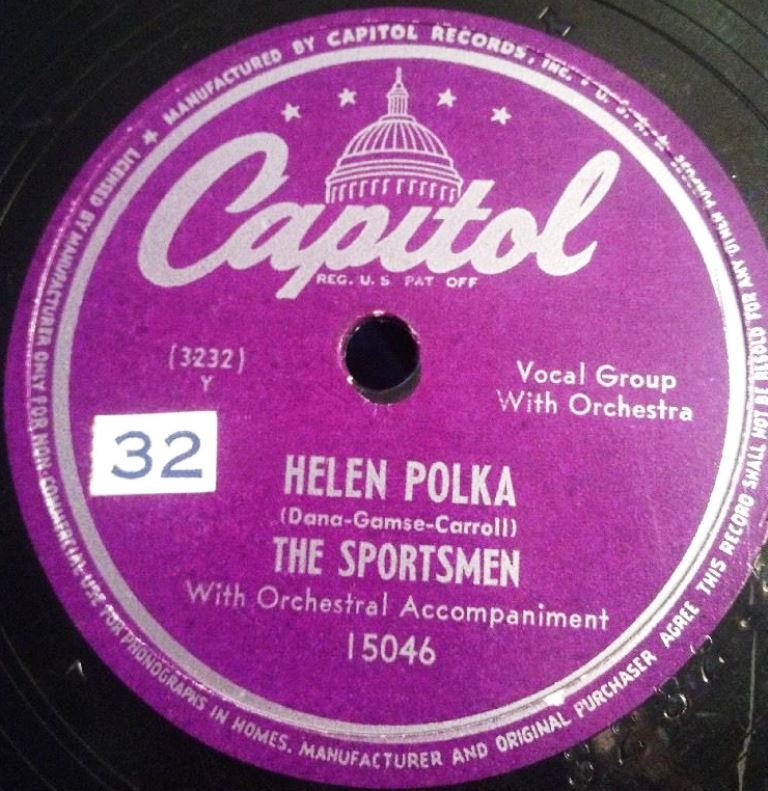 LICENSED BY MANUFACTURER ONLY FOR NON-COMMERCIAL USE FOR PHONOGRAPHS IN HOMES. MANUFACTURER AND ORIGINAL PURCHASER AGREE THIS RECORD SHALL NOT BE RESOLD FOR ANY OTHER PURPOSE
★ MANUFACTURED BY CAPITOL RECORDS, INC. U. S. A.
Capitol
REG. U. S. PAT OFF
(3232)
Y
Vocal Group
With Orchestra
32
HELEN POLKA
(Dana-Gamse-Carroll)
THE SPORTSMEN
With Orchestral Accompaniment
15046